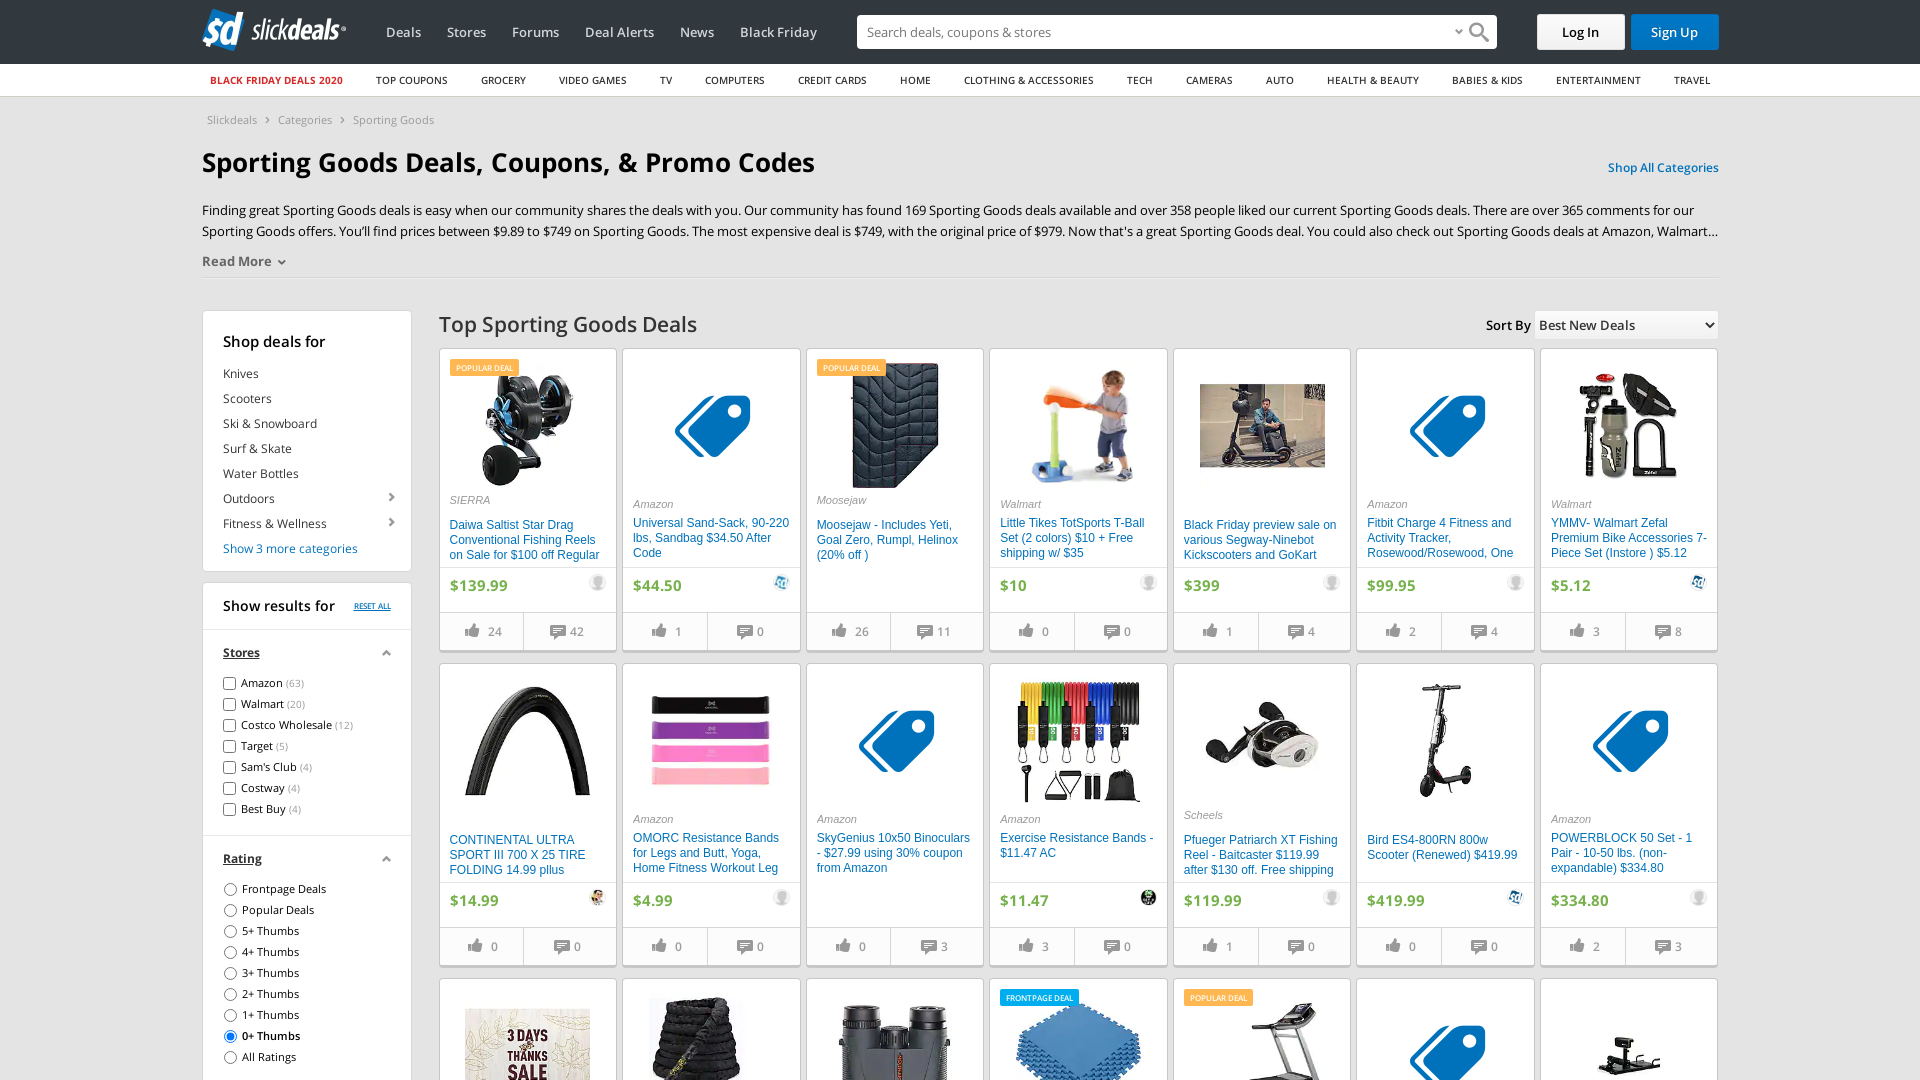 slickdeals
Deals
Stores
Forums
Deal Alerts
News
Black Friday
Search deals, coupons & stores
Log In
Sign Up
BLACK FRIDAY DEALS 2020
TOP COUPONS
GROCERY
VIDEO GAMES
TV
COMPUTERS
CREDIT CARDS
HOME
CLOTHING & ACCESSORIES
TECH
CAMERAS
AUTO
HEALTH & BEAUTY
BABIES & KIDS
ENTERTAINMENT
TRAVEL
Slickdeals
Categories
Sporting Goods
Sporting Goods Deals, Coupons, & Promo Codes
Shop All Categories
Finding great Sporting Goods deals is easy when our community shares the deals with you. Our community has found 169 Sporting Goods deals available and over 358 people liked our current Sporting Goods deals. There are over 365 comments for our
Sporting Goods offers. You’ll find prices between $9.89 to $749 on Sporting Goods. The most expensive deal is $749, with the original price of $979. Now that's a great Sporting Goods deal. You could also check out Sporting Goods deals at Amazon, Walmart…
Read More
Shop deals for
Knives
Scooters
Ski & Snowboard
Surf & Skate
Water Bottles
Outdoors
Fitness & Wellness
Show 3 more categories
Show results for
RESET ALL
Stores
Amazon (63)
Walmart (20)
Costco Wholesale (12)
Target (5)
Sam's Club (4)
Costway (4)
Best Buy (4)
Rating
Frontpage Deals
Popular Deals
5+ Thumbs
4+ Thumbs
3+ Thumbs
2+ Thumbs
1+ Thumbs
0+ Thumbs
All Ratings
Top Sporting Goods Deals
Sort By
Best New Deals
POPULAR DEAL
SIERRA
Daiwa Saltist Star Drag
Conventional Fishing Reels
on Sale for $100 off Regular
$139.99
24
42
Amazon
Universal Sand-Sack, 90-220
lbs, Sandbag $34.50 After
Code
$44.50
1
0
POPULAR DEAL
Moosejaw
Moosejaw - Includes Yeti,
Goal Zero, Rumpl, Helinox
(20% off )
26
11
Walmart
Little Tikes TotSports T-Ball
Set (2 colors) $10 + Free
shipping w/ $35
$10
0
0
Black Friday preview sale on
various Segway-Ninebot
Kickscooters and GoKart
$399
1
4
Amazon
Fitbit Charge 4 Fitness and
Activity Tracker,
Rosewood/Rosewood, One
$99.95
2
4
Walmart
YMMV- Walmart Zefal
Premium Bike Accessories 7-
Piece Set (Instore ) $5.12
$5.12
3
8
CONTINENTAL ULTRA
SPORT III 700 X 25 TIRE
FOLDING 14.99 pllus
$14.99
0
0
Amazon
OMORC Resistance Bands
for Legs and Butt, Yoga,
Home Fitness Workout Leg
$4.99
0
0
Amazon
SkyGenius 10x50 Binoculars
- $27.99 using 30% coupon
from Amazon
0
3
Amazon
Exercise Resistance Bands -
$11.47 AC
$11.47
3
0
Scheels
Pfueger Patriarch XT Fishing
Reel - Baitcaster $119.99
after $130 off. Free shipping
$119.99
1
0
Bird ES4-800RN 800w
Scooter (Renewed) $419.99
$419.99
0
0
Amazon
POWERBLOCK 50 Set - 1
Pair - 10-50 lbs. (non-
expandable) $334.80
$334.80
2
3
3 DAYS
THANKS
SALE
FRONTPAGE DEAL
POPULAR DEAL